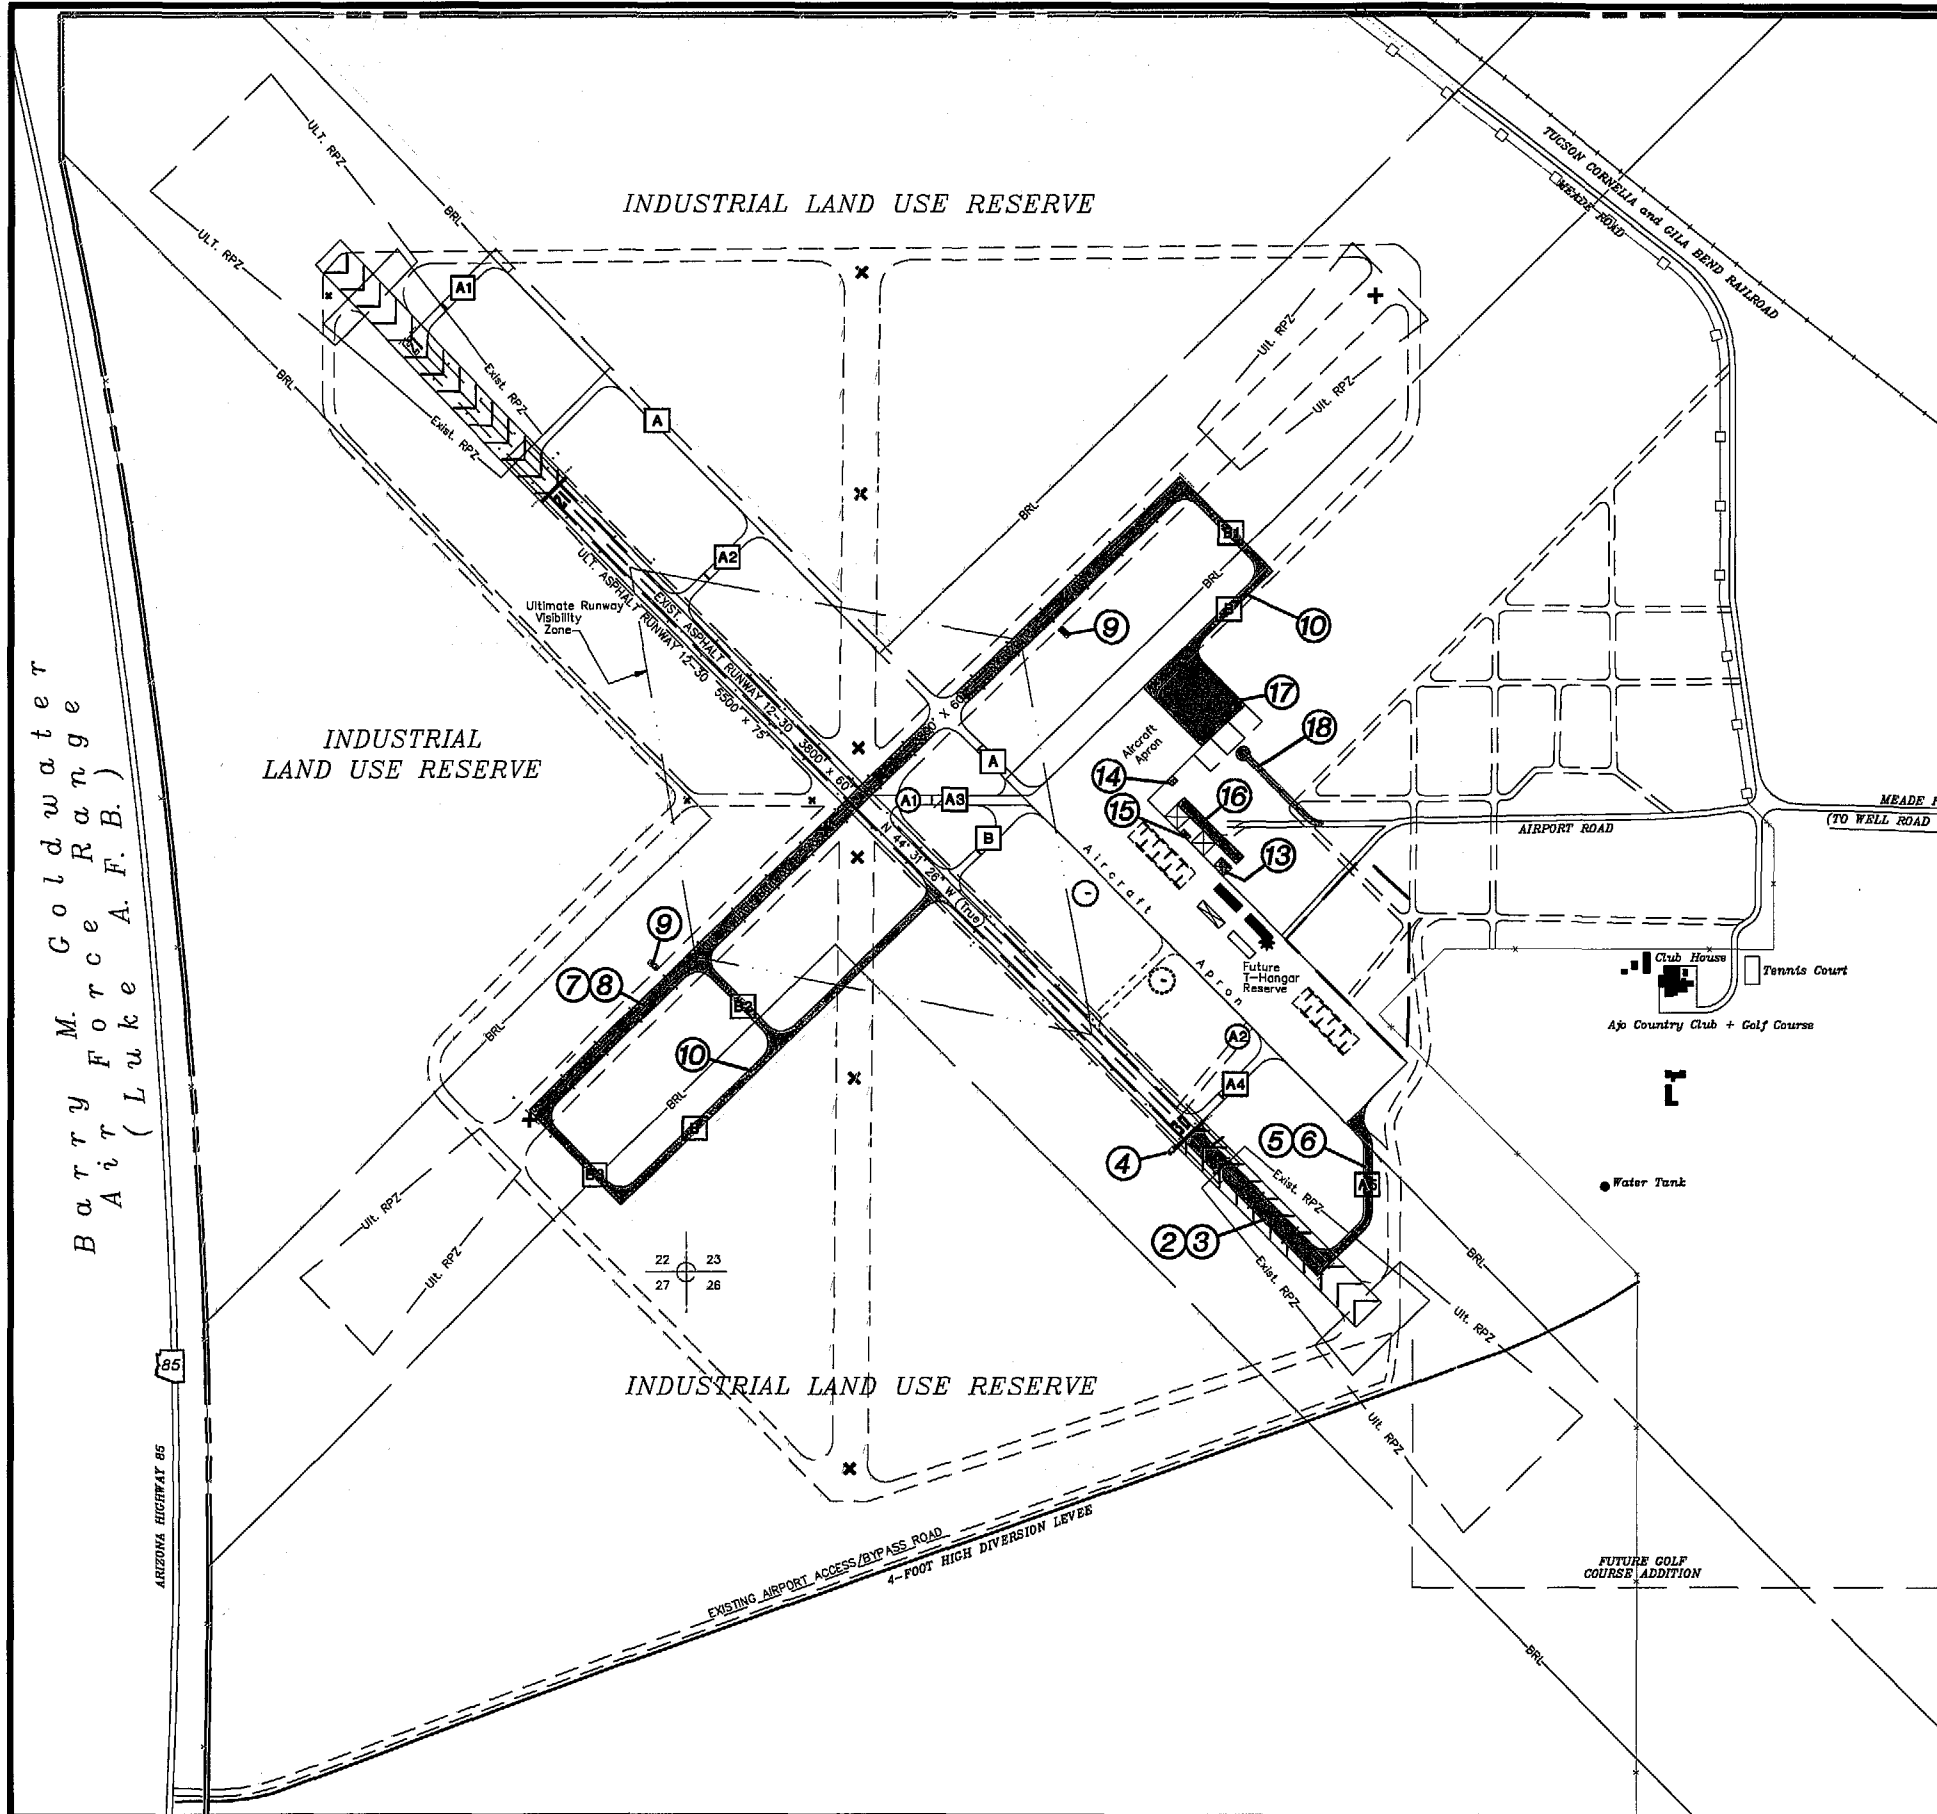 TUCSON CORNELIA and GILA BEND RAILROAD
MEADE ROAD
ULT. RPZ
ULT. RPZ
BRL
BRL
INDUSTRIAL LAND USE RESERVE
A1
Exist. RPZ
Exist. RPZ
A
A2
12
Ult. RPZ
Ult. RPZ
BRL
B1
BRL
B
10
9
Ultimate Runway
Visibility
Zone
EXIST. ASPHALT RUNWAY 12-30 3800' x 60'
ULT. ASPHALT RUNWAY 12-30 5500' x 75'
Barry M. Goldwater
Air Force Range
(Luke A. F. B.)
INDUSTRIAL
LAND USE RESERVE
17
18
Aircraft
Apron
14
16
15
13
A
A1
A3
B
N 44° 31' 26" W (True)
AIRPORT ROAD
MEADE
(TO WELL ROAD
Aircraft Apron
Future
T-Hangar
Reserve
Club House
Tennis Court
Ajo Country Club + Golf Course
9
7 8
B2
BRL
10
BRL
B
B3
A2
A4
30
4
5 6
A5
2 3
Exist. RPZ
Exist. RPZ
Water Tank
BRL
Ult. RPZ
Ult. RPZ
22 23
27 26
Ult. RPZ
Ult. RPZ
85
ARIZONA HIGHWAY 85
INDUSTRIAL LAND USE RESERVE
EXISTING AIRPORT ACCESS/BYPASS ROAD
4-FOOT HIGH DIVERSION LEVEE
FUTURE GOLF
COURSE ADDITION
BRL